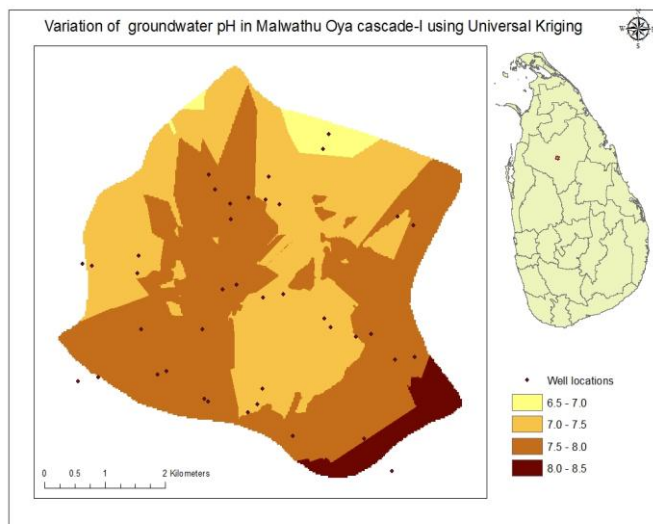 Variation of groundwater pH in Malwathu Oya cascade-I using Universal Kriging
N
W
E
S
Well locations
6.5 - 7.0
7.0 - 7.5
7.5 - 8.0
8.0 - 8.5
0 0.5 1 2 Kilometers